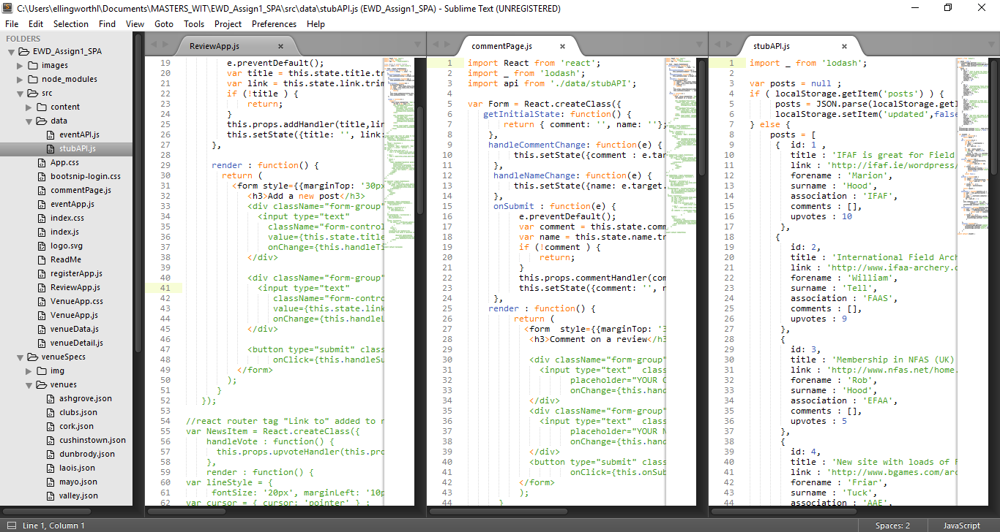 C:\Users\ellingworthl\Documents\MASTERS_WIT\EWD_Assign1_SPA\src\data\stubAPI.js (EWD_Assign1_SPA) - Sublime Text (UNREGISTERED)
File Edit Selection Find View Goto Tools Project Preferences Help
FOLDERS
EWD_Assign1_SPA
images
node_modules
src
content
data
eventAPI.js
stubAPI.js
App.css
bootsnip-login.css
commentPage.js
eventApp.js
index.css
index.js
logo.svg
ReadMe
registerApp.js
ReviewApp.js
VenueApp.css
VenueApp.js
venueData.js
venueDetail.js
venueSpecs
img
venues
ashgrove.json
clubs.json
cork.json
cushinstown.json
dunbrody.json
laois.json
mayo.json
valley.json
ReviewApp.js
19 e.preventDefault();
20 var title = this.state.title.tr
21 var link = this.state.link.trim
22 if (!title ) {
23 return;
24 }
25 this.props.addHandler(title,lin
26 this.setState({title: '', link:
27 },
28
29 render : function() {
30 return (
31 <form style={{marginTop: '30px
32 <h3>Add a new post</h3>
33 <div className="form-group"
34 <input type="text"
35 className="form-control
36 value={this.state.title
37 onChange={this.handleTi
38 </div>
39
40 <div className="form-group"
41 <input type="text"
42 className="form-contro
43 value={this.state.link
44 onChange={this.handleL
45 </div>
46
47 <button type="submit" class
48 onClick={this.handleSu
49 </form>
50 );
51 }
52 });
53
54 //react router tag "Link to" added to n
55 var NewsItem = React.createClass({
56 handleVote : function() {
57 this.props.upvoteHandler(this.pro
58 },
59 render : function() {
60 var lineStyle = {
61 fontSize: '20px', marginLeft: '10p
62 var cursor = { cursor: 'pointer' } ;
commentPage.js
1 import React from 'react';
2 import _ from 'lodash';
3 import api from './data/stubAPI';
4
5 var Form = React.createClass({
6 getInitialState: function() {
7 return { comment: '', name: ''};
8 },
9 handleCommentChange: function(e) {
10 this.setState({comment : e.tar
11 },
12 handleNameChange: function(e) {
13 this.setState({name: e.target.
14 },
15 onSubmit : function(e) {
16 e.preventDefault();
17 var comment = this.state.comm
18 var name = this.state.name.tr
19 if (!comment ) {
20 return;
21 }
22 this.props.commentHandler(com
23 this.setState({comment: '', n
24 },
25 render : function() {
26 return (
27 <form style={{marginTop: '3
28 <h3>Comment on a review</h3
29
30 <div className="form-group"
31 <input type="text" class
32 placeholder="YOUR C
33 onChange={this.hand
34 </div>
35 <div className="form-group"
36 <input type="text" class
37 placeholder="YOUR N
38 onChange={this.hand
39 </div>
40 <button type="submit" class
41 onClick={this.onSub
42 </form>
43 );
44 }
stubAPI.js
1 import _ from 'lodash';
2
3 var posts = null ;
4 if ( localStorage.getItem('posts') ) {
5 posts = JSON.parse(localStorage.getI
6 localStorage.setItem('updated',false
7 } else {
8 posts = [
9 { id: 1 ,
10 title : 'IFAF is great for Field
11 link : 'http://ifaf.ie/wordpress/
12 forename : 'Marion',
13 surname : 'Hood',
14 association : 'IFAF',
15 comments : [],
16 upvotes : 10
17 },
18 {
19 id: 2,
20 title : 'International Field Arch
21 link : 'http://www.ifaa-archery.o
22 forename : 'William',
23 surname : 'Tell',
24 association : 'FAAS',
25 comments : [],
26 upvotes : 9
27 },
28 {
29 id: 3,
30 title : 'Membership in NFAS (UK)
31 link : 'http://www.nfas.net/home.
32 forename : 'Rob',
33 surname : 'Hood',
34 association : 'EFAA',
35 comments : [],
36 upvotes : 5
37 },
38 {
39 id: 4,
40 title : 'New site with loads of F
41 link : 'http://www.bgames.com/arc
42 forename : 'Friar',
43 surname : 'Tuck',
44 association : 'AAE',
Line 1, Column 1
Spaces: 2
JavaScript